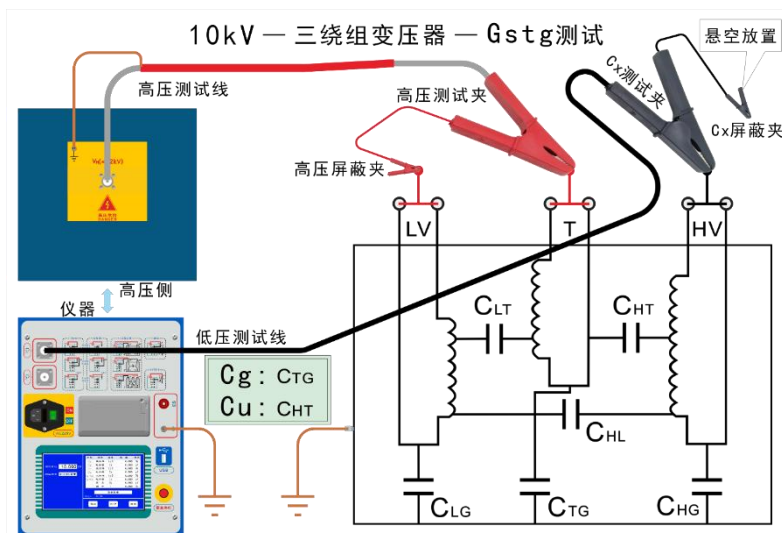 10kV — 三绕组变压器 — Gstg测试
悬空放置
高压测试线
高压测试夹
Cx测试夹
Cx屏蔽夹
高压屏蔽夹
LV
T
HV
高压侧
仪器
低压测试线
CLT
CHT
Cg: CTG
Cu: CHT
CHL
CLG
CTG
CHG
USB